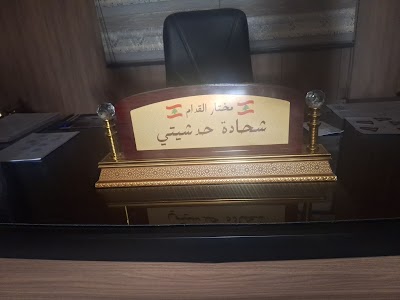 مختار القدام
شحادة حدشيتي